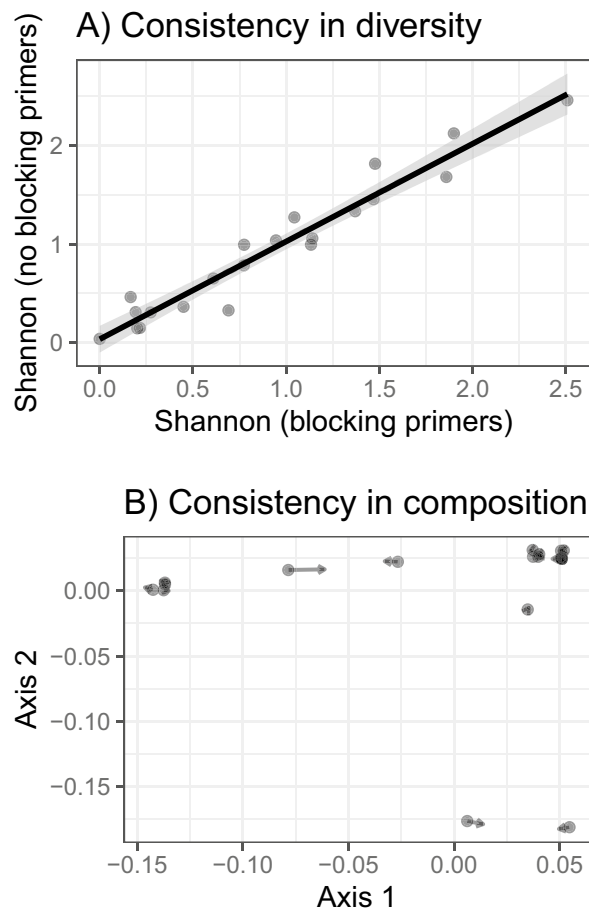 A) Consistency in diversity
Shannon (no blocking primers)
2
1
0
0.0 0.5 1.0 1.5 2.0 2.5
Shannon (blocking primers)
B) Consistency in composition
Axis 2
0.00
−0.05
−0.10
−0.15
−0.15 −0.10 −0.05 0.00 0.05
Axis 1